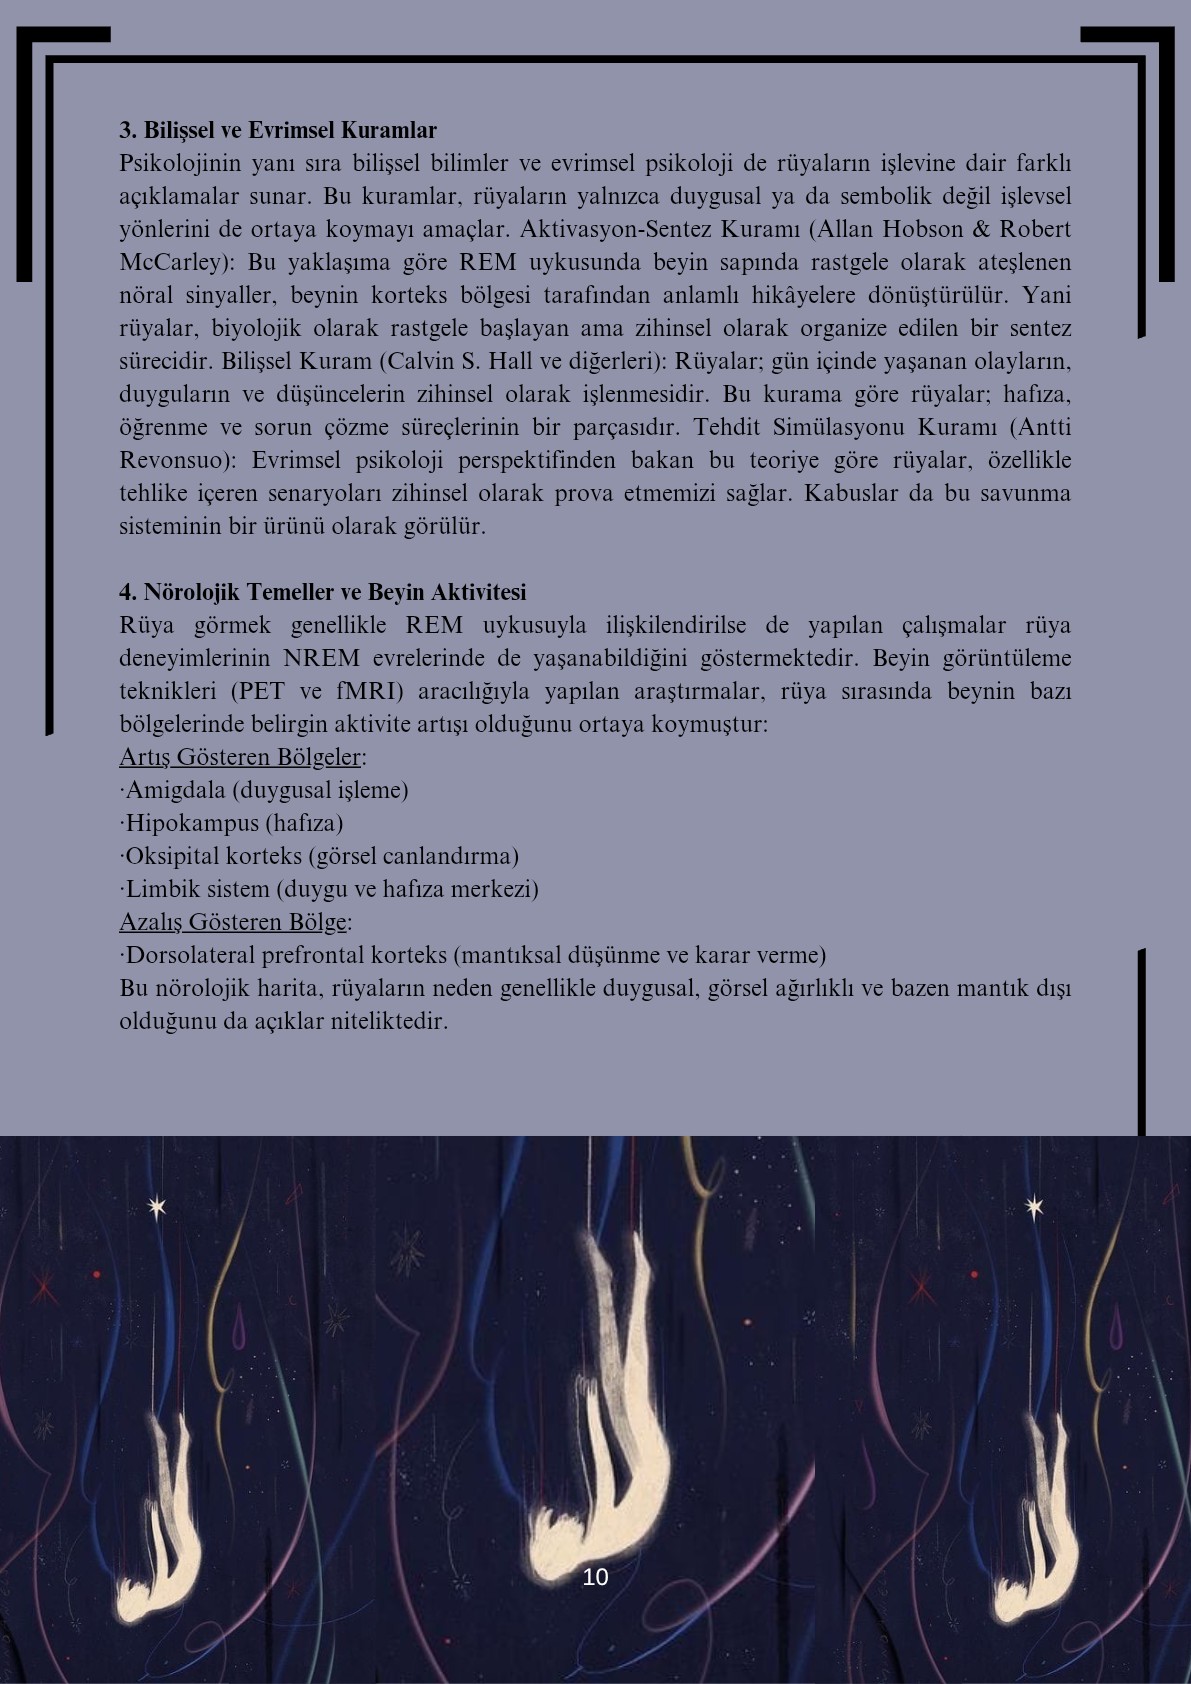 3. Bilişsel ve Evrimsel Kuramlar
Psikolojinin yanı sıra bilişsel bilimler ve evrimsel psikoloji de rüyaların işlevine dair farklı
açıklamalar sunar. Bu kuramlar, rüyaların yalnızca duygusal ya da sembolik değil işlevsel
yönlerini de ortaya koymayı amaçlar. Aktivasyon-Sentez Kuramı (Allan Hobson & Robert
McCarley): Bu yaklaşıma göre REM uykusunda beyin sapında rastgele olarak ateşlenen
nöral sinyaller, beynin korteks bölgesi tarafından anlamlı hikâyelere dönüştürülür. Yani
rüyalar, biyolojik olarak rastgele başlayan ama zihinsel olarak organize edilen bir sentez
sürecidir. Bilişsel Kuram (Calvin S. Hall ve diğerleri): Rüyalar; gün içinde yaşanan olayların,
duyguların ve düşüncelerin zihinsel olarak işlenmesidir. Bu kurama göre rüyalar; hafıza,
öğrenme ve sorun çözme süreçlerinin bir parçasıdır. Tehdit Simülasyonu Kuramı (Antti
Revonsuo): Evrimsel psikoloji perspektifinden bakan bu teoriye göre rüyalar, özellikle
tehlike içeren senaryoları zihinsel olarak prova etmemizi sağlar. Kabuslar da bu savunma
sisteminin bir ürünü olarak görülür.
4. Nörolojik Temeller ve Beyin Aktivitesi
Rüya görmek genellikle REM uykusuyla ilişkilendirilse de yapılan çalışmalar rüya
deneyimlerinin NREM evrelerinde de yaşanabildiğini göstermektedir. Beyin görüntüleme
teknikleri (PET ve fMRI) aracılığıyla yapılan araştırmalar, rüya sırasında beynin bazı
bölgelerinde belirgin aktivite artışı olduğunu ortaya koymuştur:
Artış Gösteren Bölgeler:
·Amigdala (duygusal işleme)
·Hipokampus (hafıza)
·Oksipital korteks (görsel canlandırma)
·Limbik sistem (duygu ve hafıza merkezi)
Azalış Gösteren Bölge:
·Dorsolateral prefrontal korteks (mantıksal düşünme ve karar verme)
Bu nörolojik harita, rüyaların neden genellikle duygusal, görsel ağırlıklı ve bazen mantık dışı
olduğunu da açıklar niteliktedir.
10